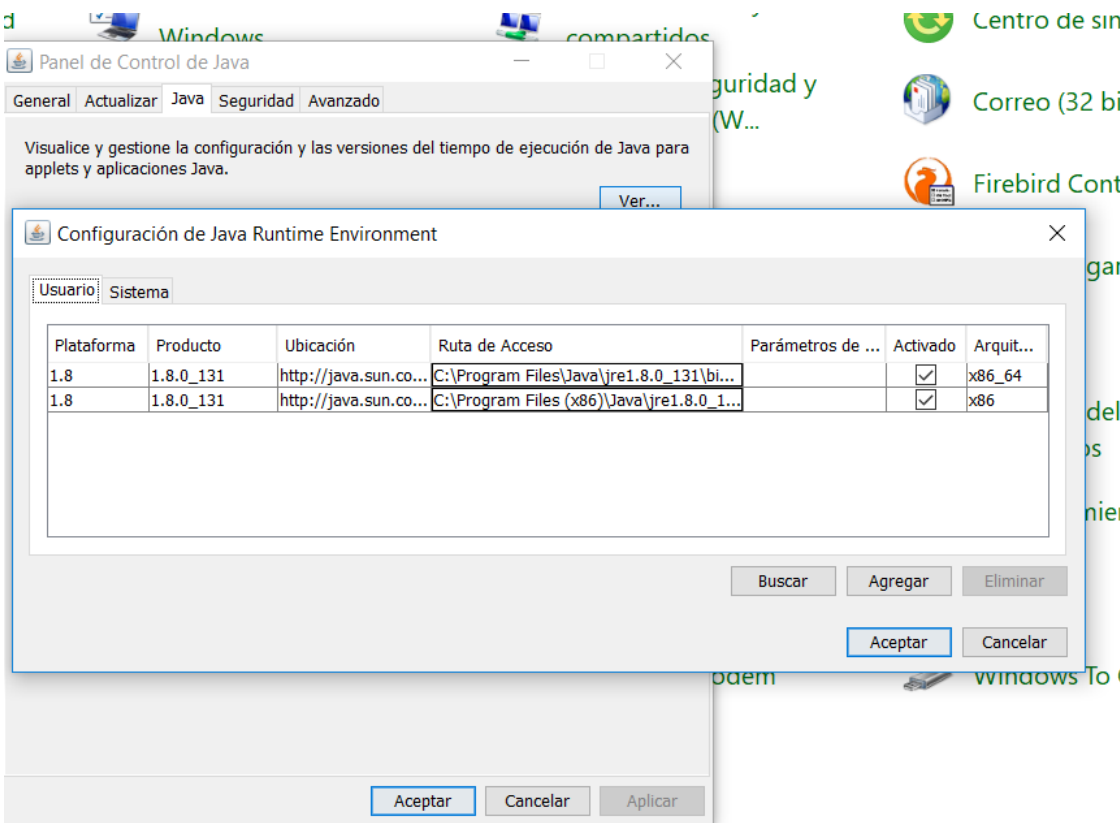 Windows
compartidos
Centro de sin
Panel de Control de Java
General Actualizar Java Seguridad Avanzado
guridad y
(W...
Correo (32 bi
Visualice y gestione la configuración y las versiones del tiempo de ejecución de Java para
applets y aplicaciones Java.
Ver...
Firebird Cont
Configuración de Java Runtime Environment
Usuario Sistema
Plataforma Producto Ubicación Ruta de Acceso Parámetros de ... Activado Arquit...
1.8 1.8.0_131 http://java.sun.co... C:\Program Files\Java\jre1.8.0_131\bi... x86_64
1.8 1.8.0_131 http://java.sun.co... C:\Program Files (x86)\Java\jre1.8.0_1... x86
del
os
Buscar Agregar Eliminar
Aceptar Cancelar
odem
Windows To
Aceptar Cancelar Aplicar